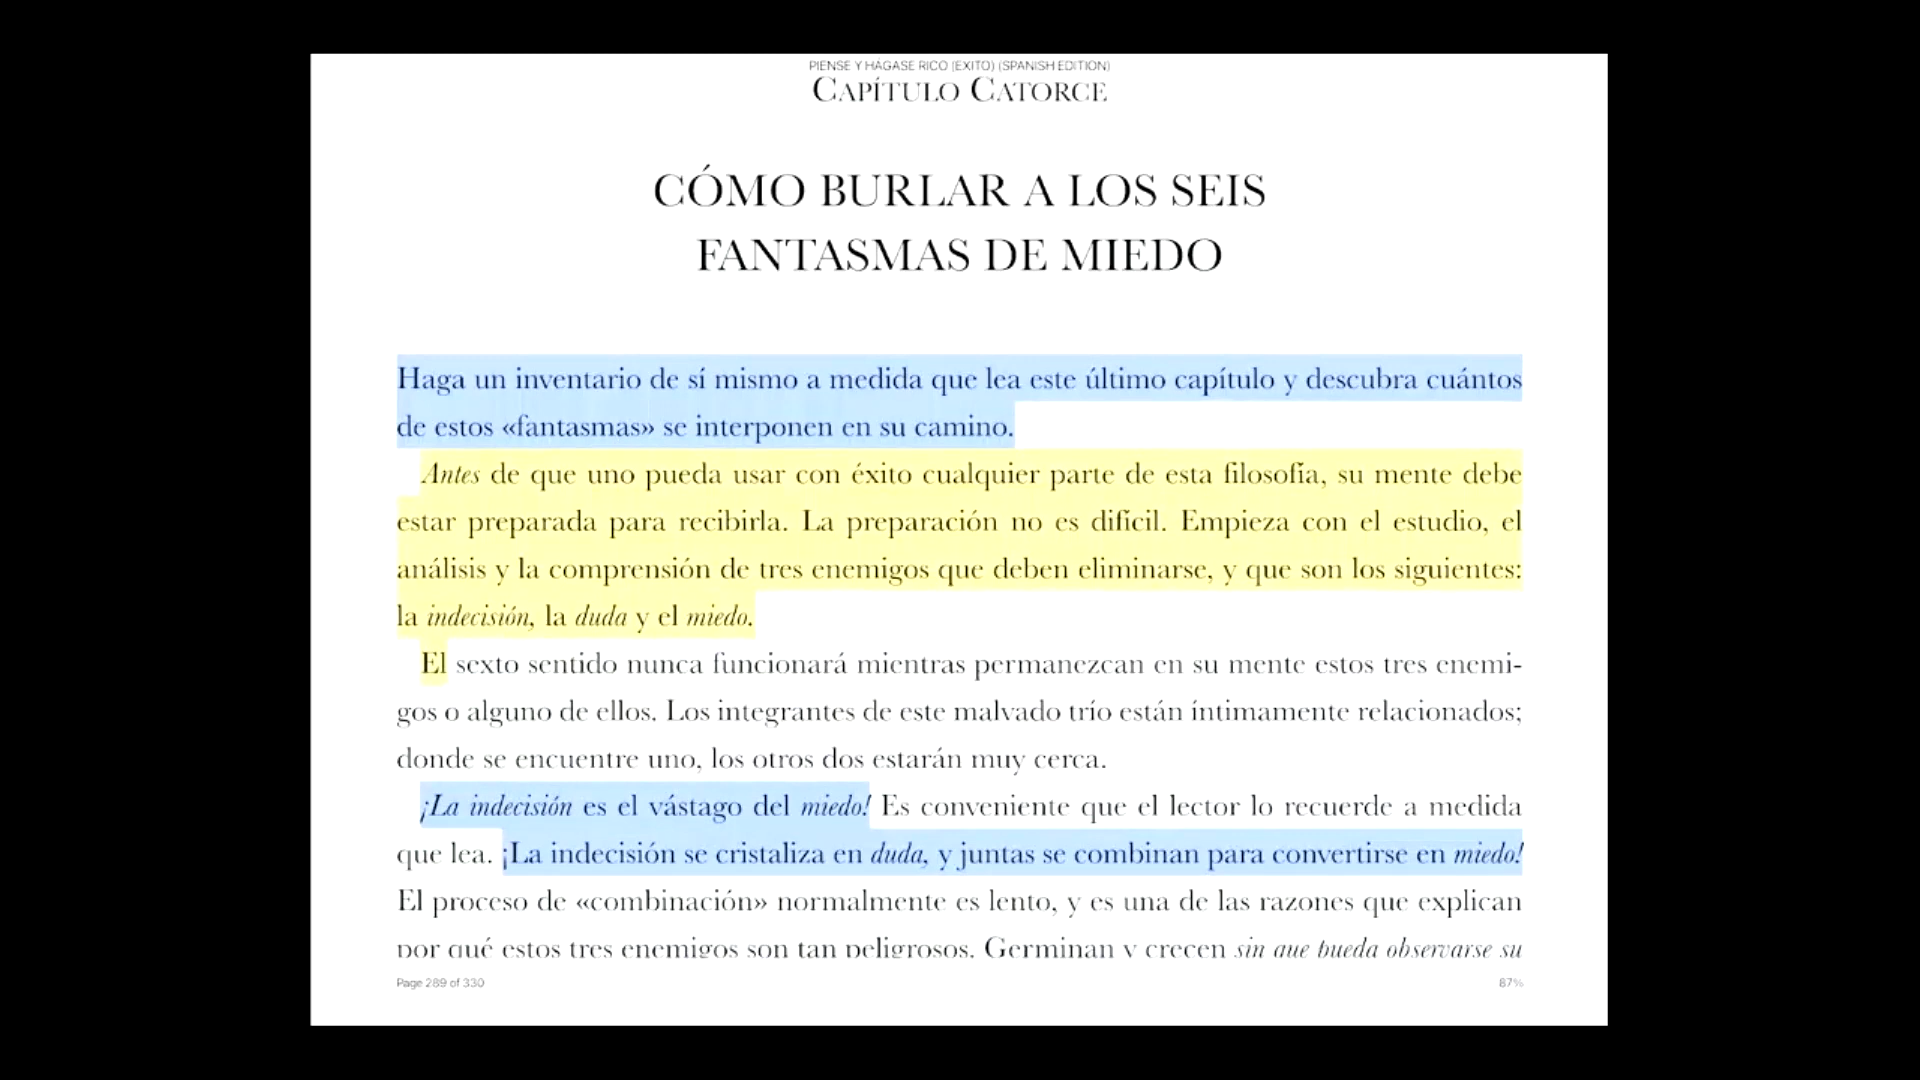 PIENSE Y HÁGASE RICO (EXITO) (SPANISH EDITION)
CAPÍTULO CATORCE
CÓMO BURLAR A LOS SEIS
FANTASMAS DE MIEDO
Haga un inventario de sí mismo a medida que lea este último capítulo y descubra cuántos
de estos «fantasmas» se interponen en su camino.
Antes de que uno pueda usar con éxito cualquier parte de esta filosofía, su mente debe
estar preparada para recibirla. La preparación no es difícil. Empieza con el estudio, el
análisis y la comprensión de tres enemigos que deben eliminarse, y que son los siguientes:
la indecisión, la duda y el miedo.
El sexto sentido nunca funcionará mientras permanezcan en su mente estos tres enemi-
gos o alguno de ellos. Los integrantes de este malvado trío están íntimamente relacionados;
donde se encuentre uno, los otros dos estarán muy cerca.
¡La indecisión es el vástago del miedo! Es conveniente que el lector lo recuerde a medida
que lea. ¡La indecisión se cristaliza en duda, y juntas se combinan para convertirse en miedo!
El proceso de «combinación» normalmente es lento, y es una de las razones que explican
por qué estos tres enemigos son tan peligrosos. Germinan y crecen sin que pueda observarse su
Page 289 of 330
87%